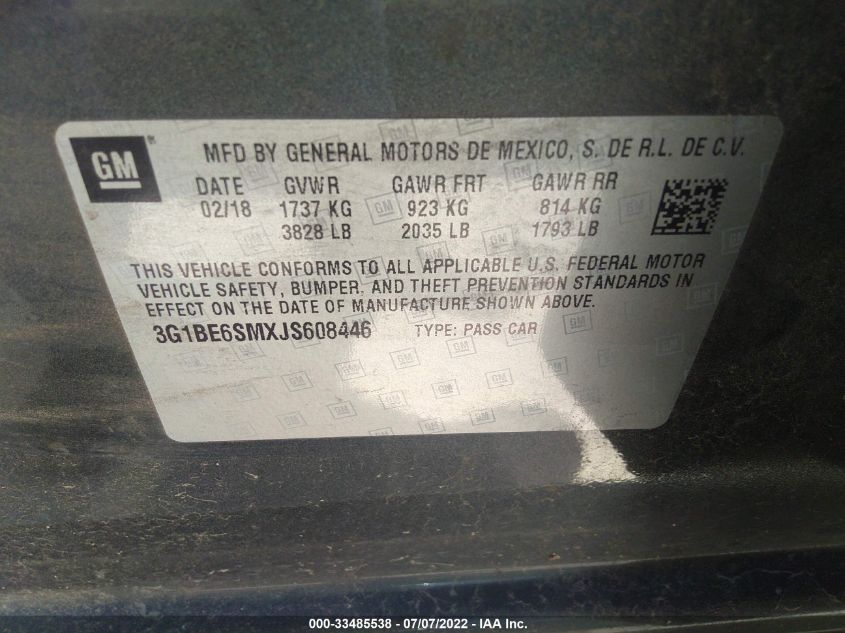 GM
MFD BY GENERAL MOTORS DE MEXICO, S. DE R.L. DE C.V.
DATE GVWR GAWR FRT GAWR RR
02/18 1737 KG 923 KG 814 KG
3828 LB 2035 LB 1793 LB
THIS VEHICLE CONFORMS TO ALL APPLICABLE U.S. FEDERAL MOTOR
VEHICLE SAFETY, BUMPER, AND THEFT PREVENTION STANDARDS IN
EFFECT ON THE DATE OF MANUFACTURE SHOWN ABOVE.
3G1BE6SMXJS608446 TYPE: PASS CAR
000-33485538 - 07/07/2022 - IAA Inc.